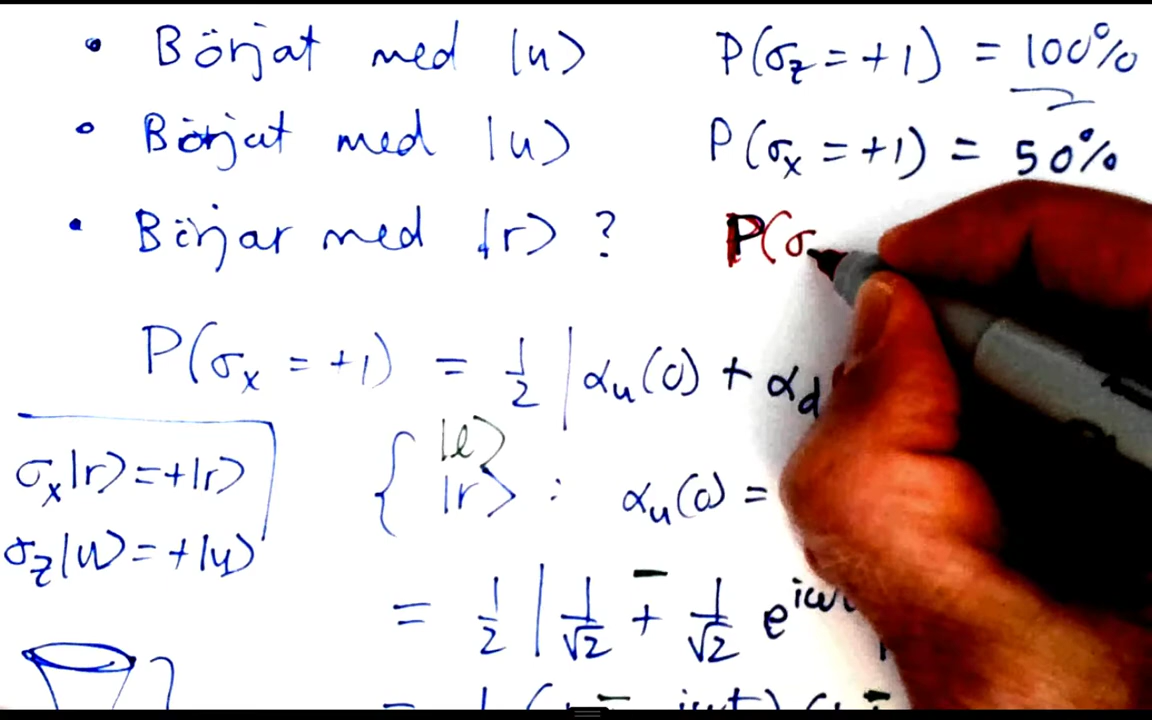 • Börjat med |u⟩ P(σz = +1) = 100%
• Börjat med |u⟩ P(σx = +1) = 50%
• Börjar med |r⟩ ? P(σ
P(σx = +1) = 1/2 | αu(0) + αd
σx|r⟩=+|r⟩
{ |l⟩
|r⟩ : αu(0) =
σz|u⟩=+|u⟩
= 1/2 | 1/√2 ∓ 1/√2 e^iω